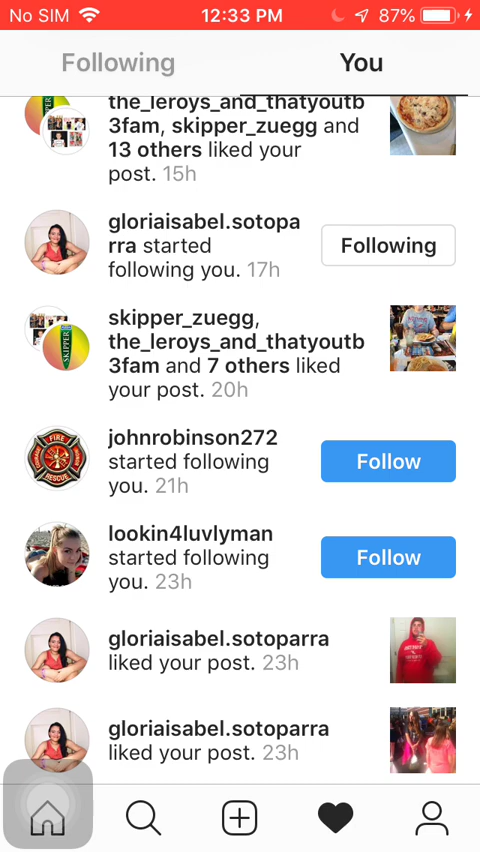 No SIM 12:33 PM 87%
Following You
the_leroys_and_thatyoutb
3fam, skipper_zuegg and
13 others liked your
post. 15h
gloriaisabel.sotopa
rra started
following you. 17h
Following
skipper_zuegg,
the_leroys_and_thatyoutb
3fam and 7 others liked
your post. 20h
SKIPPER
johnrobinson272
started following
you. 21h
Follow
FIRE
RESCUE
lookin4luvlyman
started following
you. 23h
Follow
gloriaisabel.sotoparra
liked your post. 23h
gloriaisabel.sotoparra
liked your post. 23h